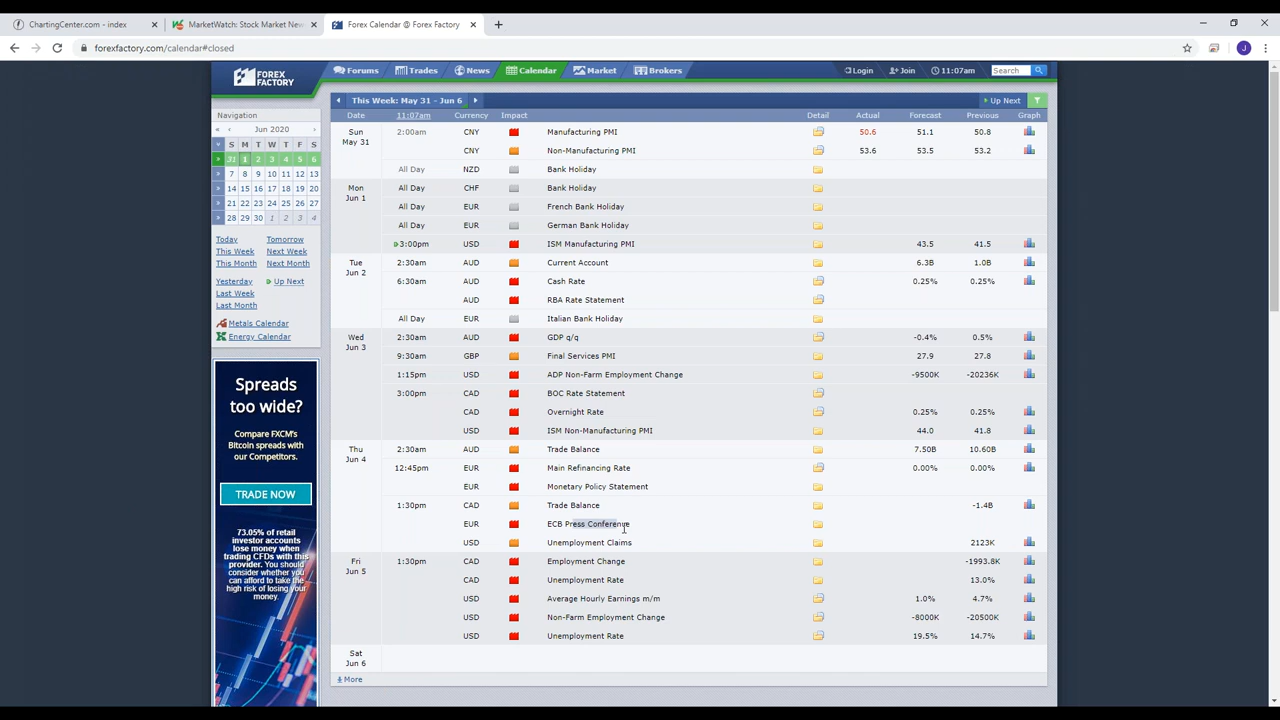 ChartingCenter.com - index
MarketWatch: Stock Market New
Forex Calendar @ Forex Factory
forexfactory.com/calendar#closed
J
FOREX FACTORY
Forums Trades News Calendar Market Brokers Login Join 11:07am Search
Navigation
Jun 2020
S M T W T F S
31 1 2 3 4 5 6
7 8 9 10 11 12 13
14 15 16 17 18 19 20
21 22 23 24 25 26 27
28 29 30 1 2 3 4
Today Tomorrow
This Week Next Week
This Month Next Month
Yesterday Up Next
Last Week
Last Month
Metals Calendar
Energy Calendar
Spreads
too wide?
Compare FXCM's
Bitcoin spreads with
our Competitors.
TRADE NOW
73.05% of retail
investor accounts
lose money when
trading CFDs with this
provider. You should
consider whether you
can afford to take the
high risk of losing your
money.
This Week: May 31 - Jun 6 Up Next
Date 11:07am Currency Impact Detail Actual Forecast Previous Graph
Sun May 31 2:00am CNY Manufacturing PMI 50.6 51.1 50.8
CNY Non-Manufacturing PMI 53.6 53.5 53.2
All Day NZD Bank Holiday
Mon Jun 1 All Day CHF Bank Holiday
All Day EUR French Bank Holiday
All Day EUR German Bank Holiday
3:00pm USD ISM Manufacturing PMI 43.5 41.5
Tue Jun 2 2:30am AUD Current Account 6.3B 1.0B
6:30am AUD Cash Rate 0.25% 0.25%
AUD RBA Rate Statement
All Day EUR Italian Bank Holiday
Wed Jun 3 2:30am AUD GDP q/q -0.4% 0.5%
9:30am GBP Final Services PMI 27.9 27.8
1:15pm USD ADP Non-Farm Employment Change -9500K -20236K
3:00pm CAD BOC Rate Statement
CAD Overnight Rate 0.25% 0.25%
USD ISM Non-Manufacturing PMI 44.0 41.8
Thu Jun 4 2:30am AUD Trade Balance 7.50B 10.60B
12:45pm EUR Main Refinancing Rate 0.00% 0.00%
EUR Monetary Policy Statement
1:30pm CAD Trade Balance -1.4B
EUR ECB Press Conference
USD Unemployment Claims 2123K
Fri Jun 5 1:30pm CAD Employment Change -1993.8K
CAD Unemployment Rate 13.0%
USD Average Hourly Earnings m/m 1.0% 4.7%
USD Non-Farm Employment Change -8000K -20500K
USD Unemployment Rate 19.5% 14.7%
Sat Jun 6
More